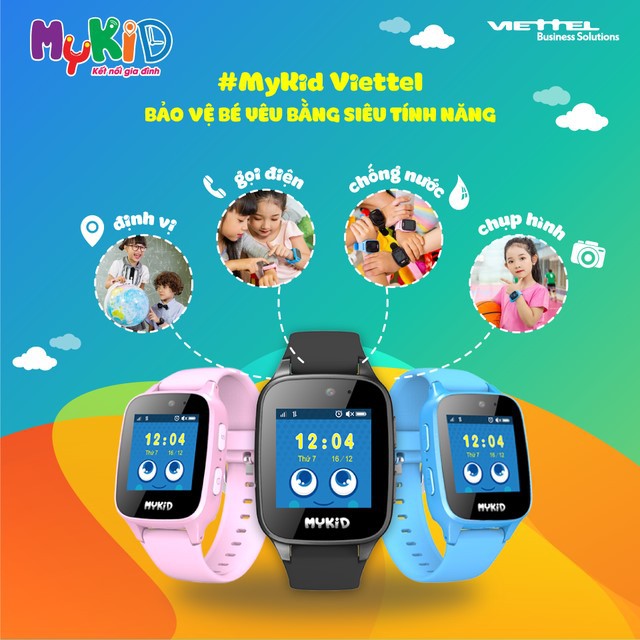 MyKiD
Kết nối gia đình
VIETTEL
Business Solutions
#MyKid Viettel
BẢO VỆ BÉ YÊU BẰNG SIÊU TÍNH NĂNG
định vị
gọi điện
chống nước
chụp hình
12:04
Thứ 7 16/12
MYKiD
12:04
Thứ 7 16/12
MYKiD
12:04
Thứ 7 16/12
MYKiD